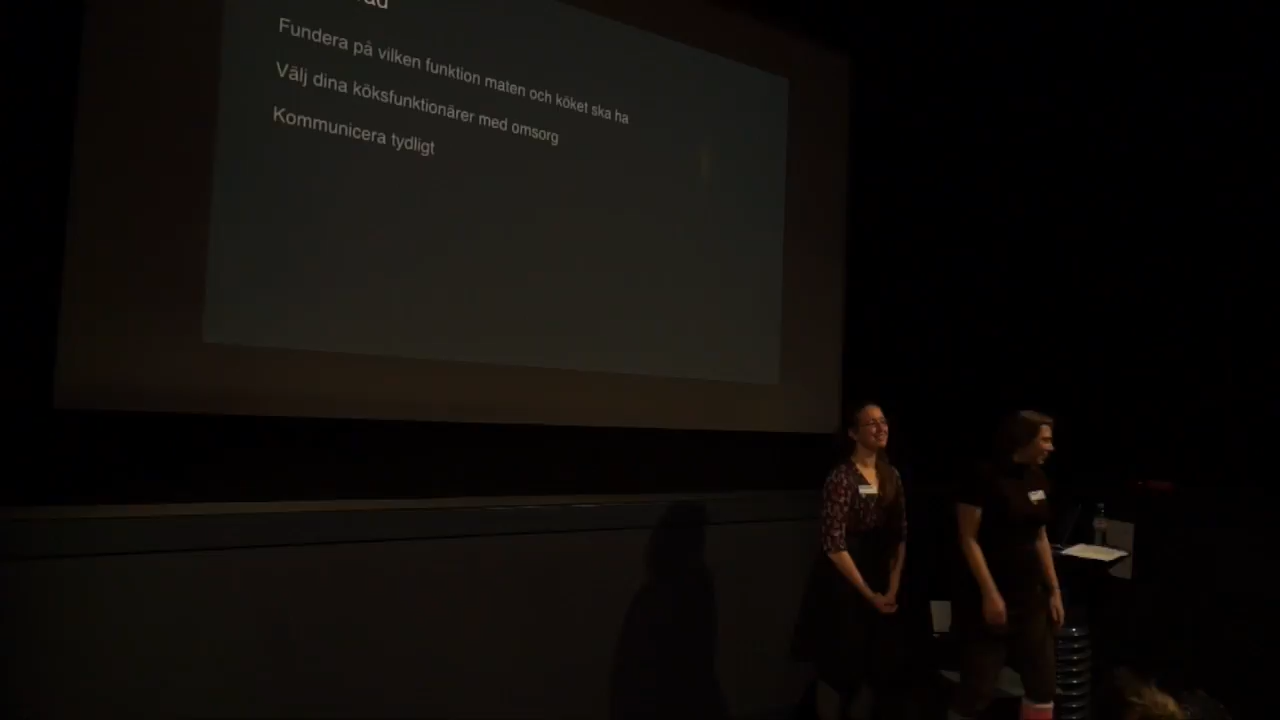 Fundera på vilken funktion maten och köket ska ha
Välj dina köksfunktionärer med omsorg
Kommunicera tydligt